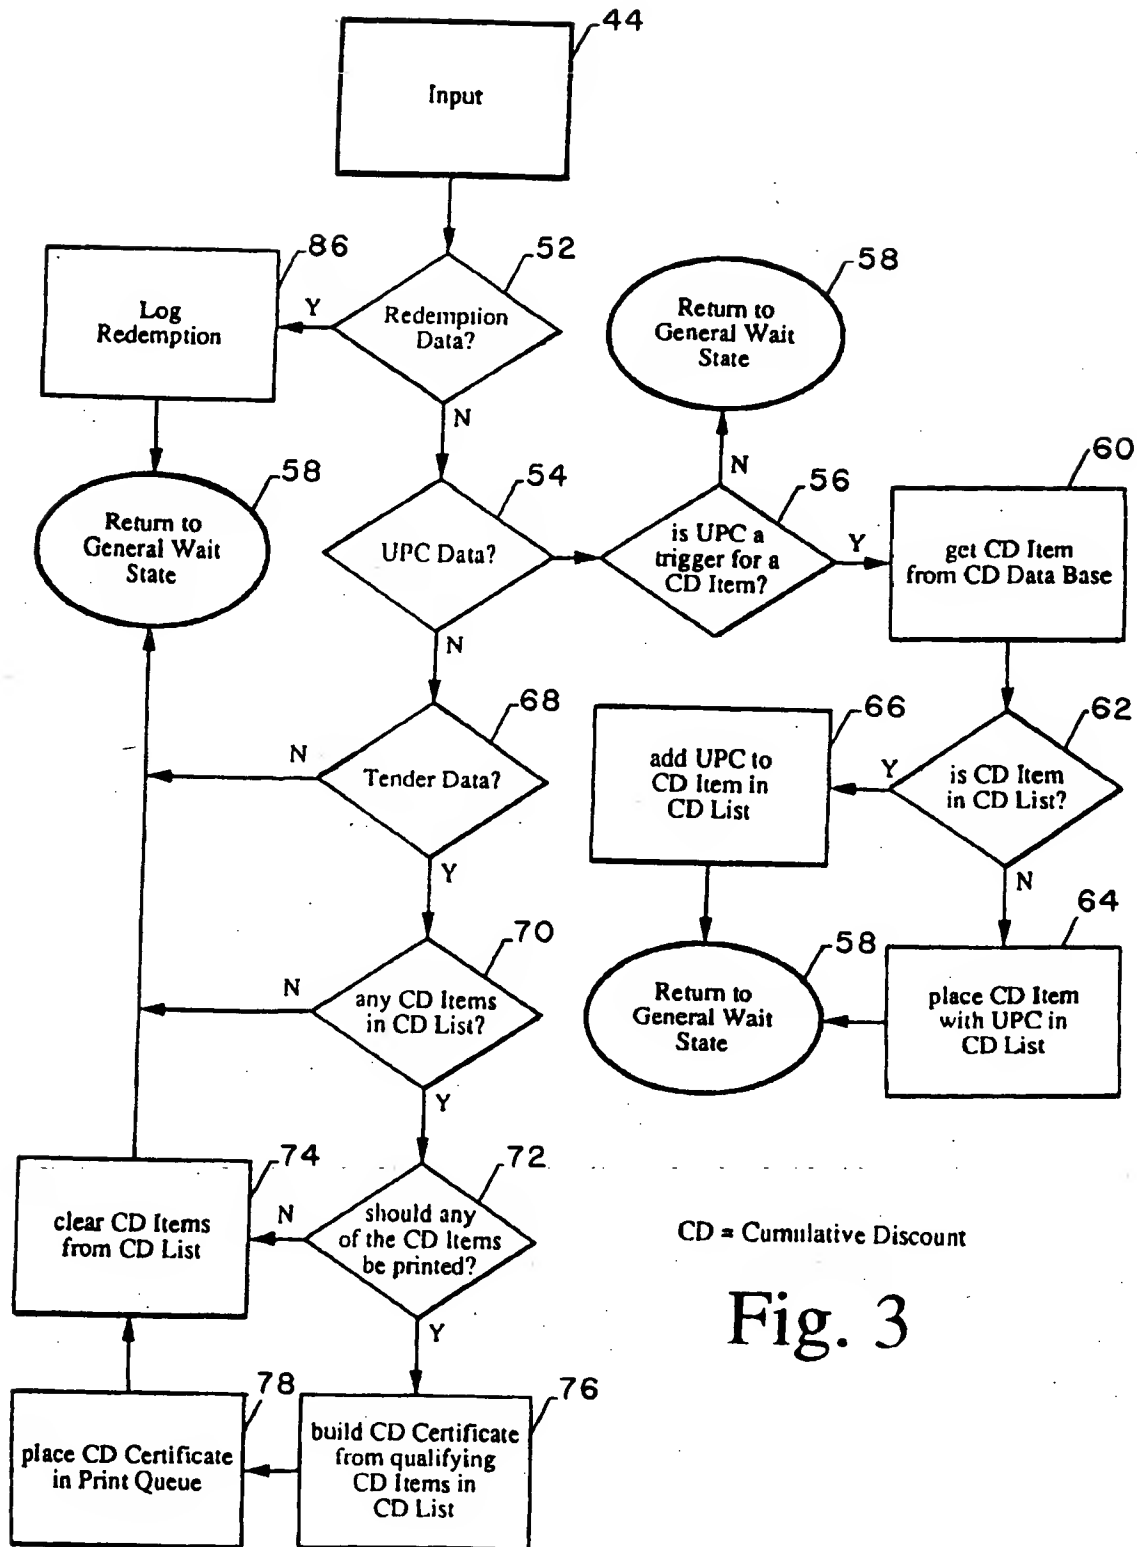 44
Input
86
Log
Redemption
Y
52
Redemption
Data?
N
58
Return to
General Wait
State
58
Return to
General Wait
State
54
UPC Data?
N
N
56
is UPC a
trigger for a
CD Item?
Y
60
get CD Item
from CD Data Base
68
Tender Data?
N
Y
66
add UPC to
CD Item in
CD List
Y
62
is CD Item
in CD List?
N
70
any CD Items
in CD List?
N
Y
58
Return to
General Wait
State
64
place CD Item
with UPC in
CD List
74
clear CD Items
from CD List
N
72
should any
of the CD Items
be printed?
Y
CD = Cumulative Discount
Fig. 3
78
place CD Certificate
in Print Queue
76
build CD Certificate
from qualifying
CD Items in
CD List